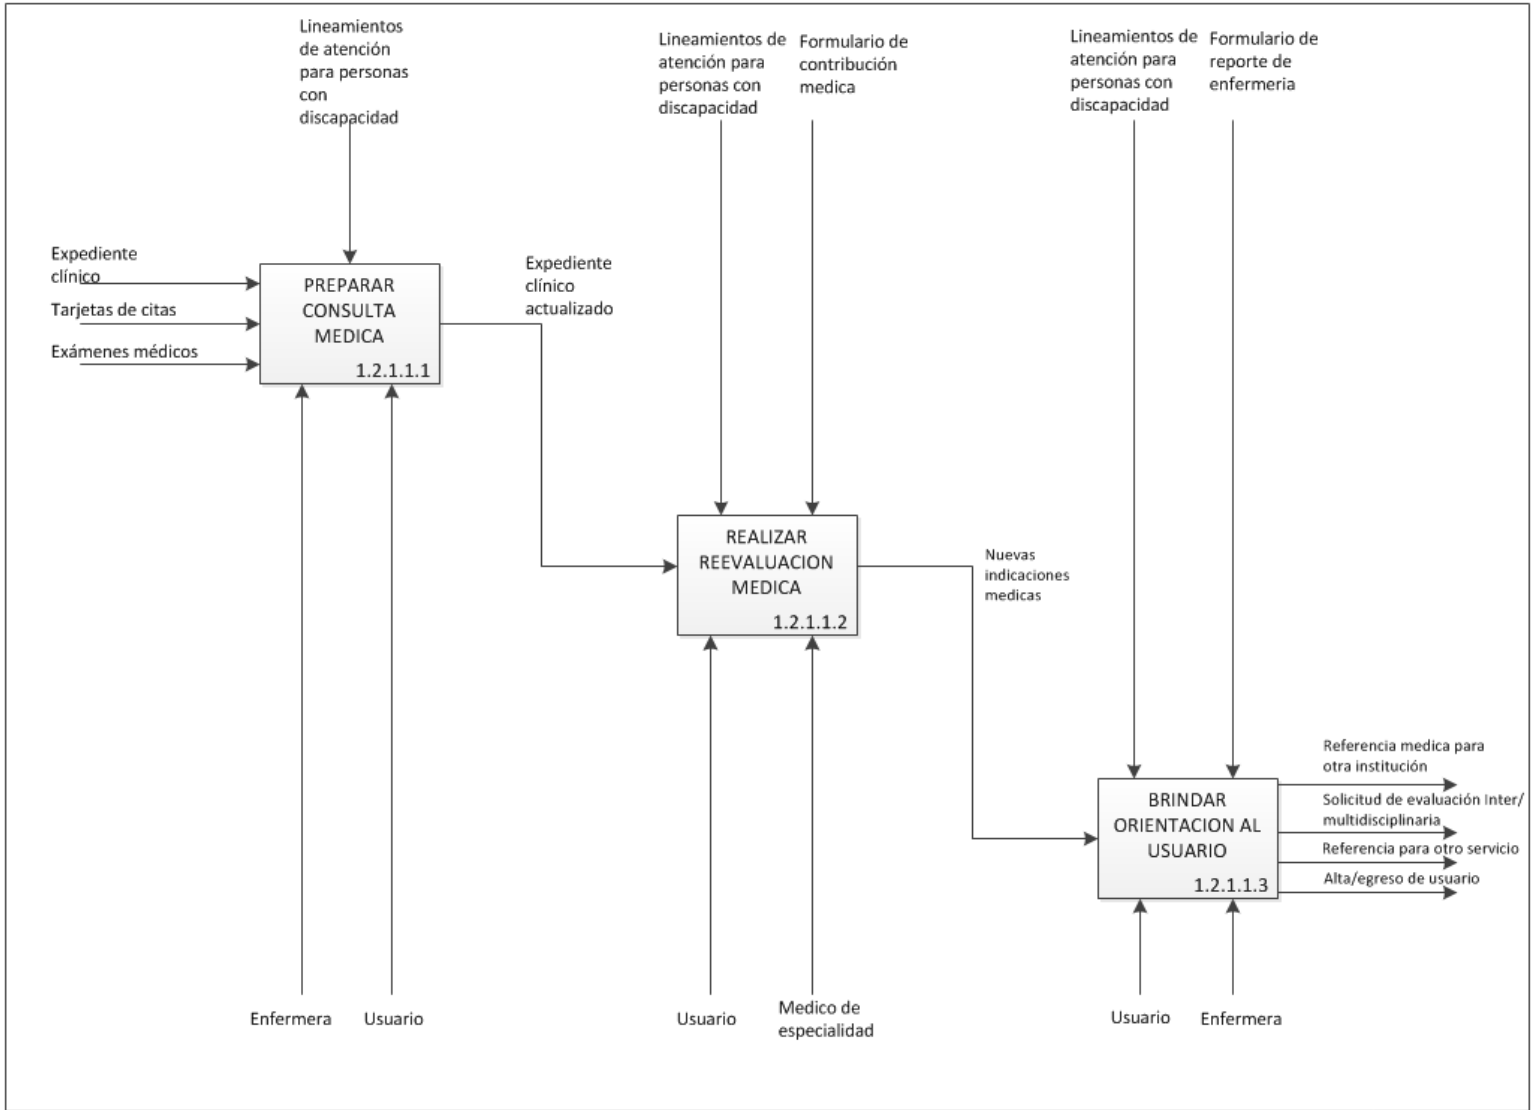 Lineamientos
de atención
para personas
con
discapacidad
Lineamientos de
atención para
personas con
discapacidad
Formulario de
contribución
medica
Lineamientos de
atención para
personas con
discapacidad
Formulario de
reporte de
enfermeria
Expediente
clínico
Tarjetas de citas
Exámenes médicos
PREPARAR
CONSULTA
MEDICA
1.2.1.1.1
Expediente
clínico
actualizado
REALIZAR
REEVALUACION
MEDICA
1.2.1.1.2
Nuevas
indicaciones
medicas
BRINDAR
ORIENTACION AL
USUARIO
1.2.1.1.3
Referencia medica para
otra institución
Solicitud de evaluación Inter/
multidisciplinaria
Referencia para otro servicio
Alta/egreso de usuario
Enfermera
Usuario
Usuario
Medico de
especialidad
Usuario
Enfermera